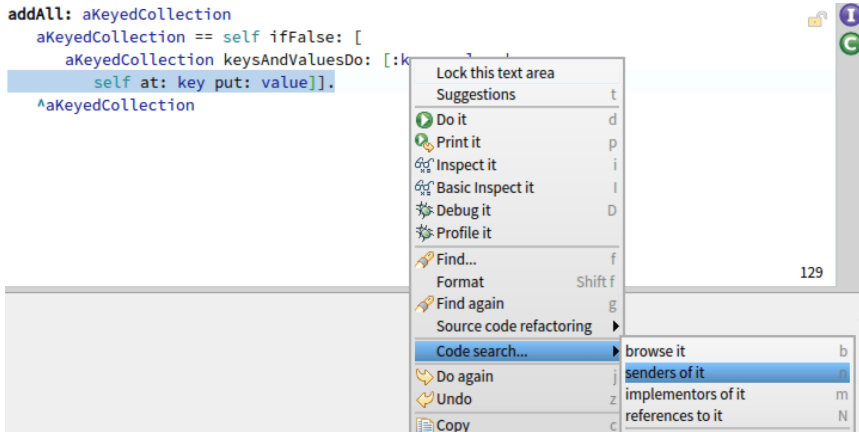 addAll: aKeyedCollection
aKeyedCollection == self ifFalse: [
aKeyedCollection keysAndValuesDo: [:k
self at: key put: value]].
^aKeyedCollection
I
C
129
Lock this text area
Suggestions t
Do it d
Print it p
Inspect it i
Basic Inspect it I
Debug it D
Profile it
Find... f
Format Shift f
Find again g
Source code refactoring
Code search...
Do again j
Undo z
Copy c
browse it b
senders of it n
implementors of it m
references to it N